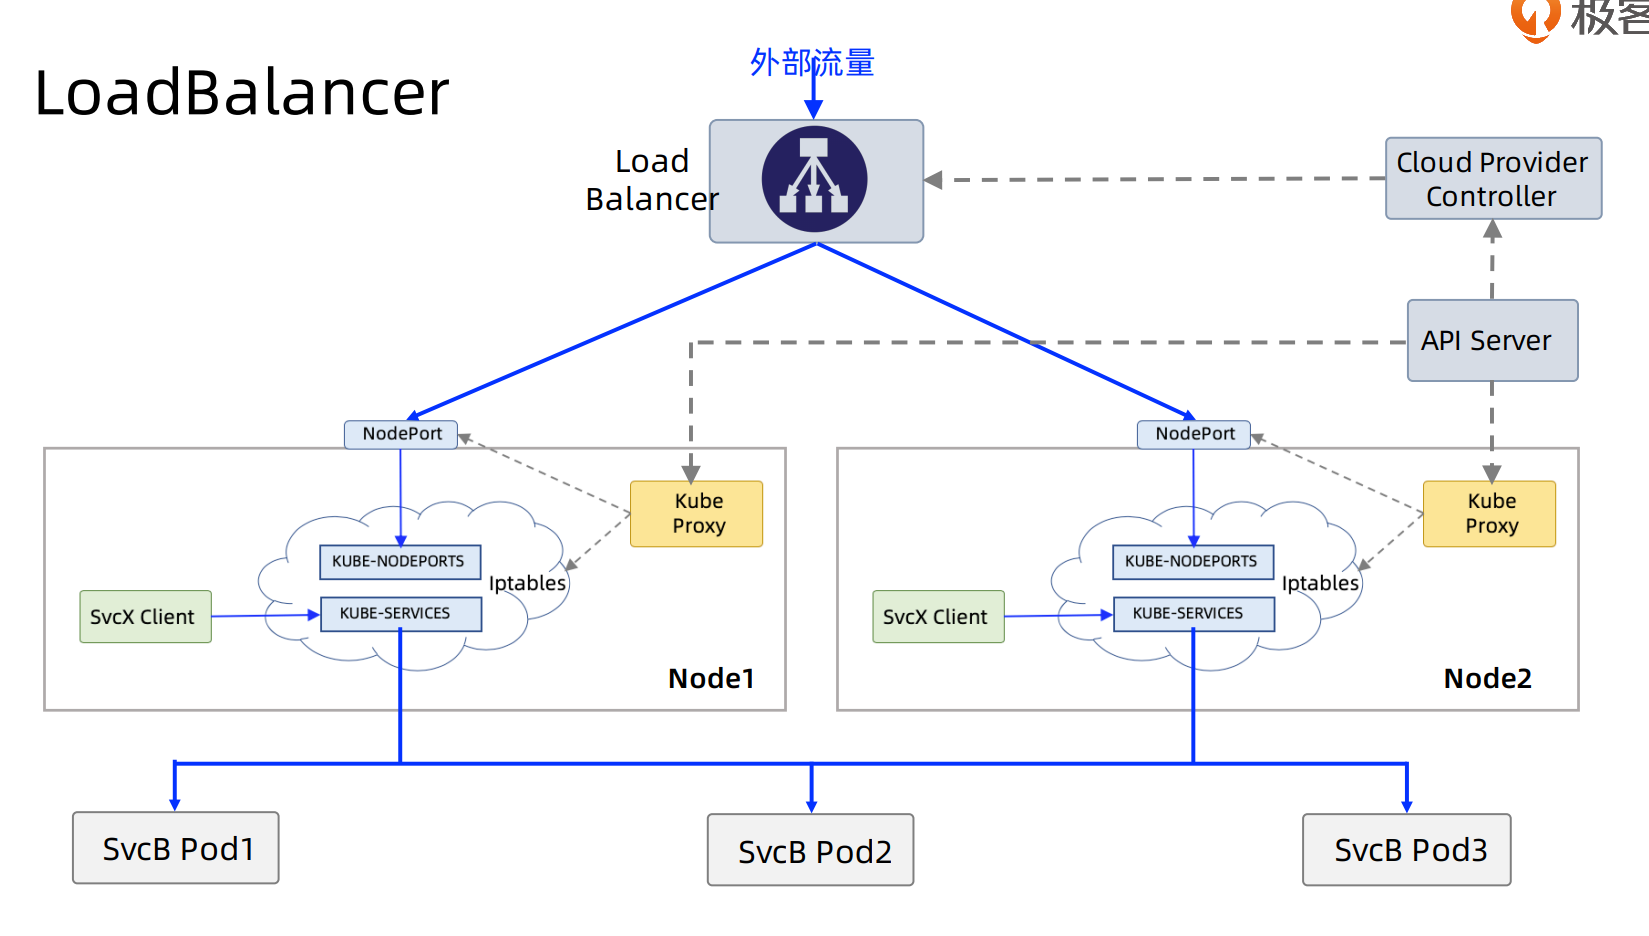 极客
外部流量
LoadBalancer
Load
Balancer
Cloud Provider
Controller
API Server
NodePort
NodePort
Kube
Proxy
Kube
Proxy
KUBE-NODEPORTS
Iptables
KUBE-NODEPORTS
Iptables
SvcX Client
KUBE-SERVICES
SvcX Client
KUBE-SERVICES
Node1
Node2
SvcB Pod1
SvcB Pod2
SvcB Pod3